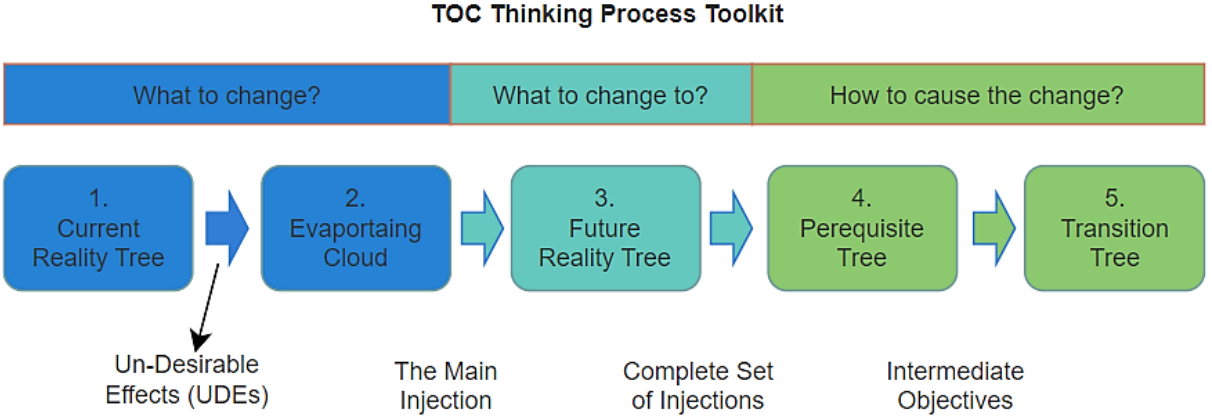 TOC Thinking Process Toolkit
What to change?
What to change to?
How to cause the change?
1.
Current
Reality Tree
2.
Evaportaing
Cloud
3.
Future
Reality Tree
4.
Perequisite
Tree
5.
Transition
Tree
Un-Desirable
Effects (UDEs)
The Main
Injection
Complete Set
of Injections
Intermediate
Objectives